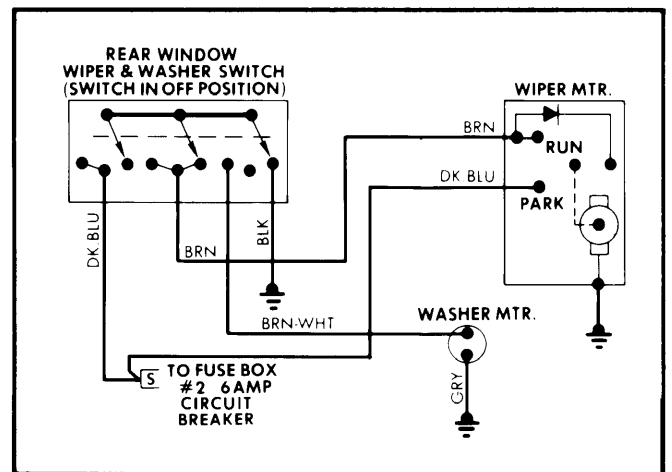 REAR WINDOW
WIPER & WASHER SWITCH
(SWITCH IN OFF POSITION)
WIPER MTR.
BRN
RUN
DK BLU
PARK
DK.BLU
BRN
BLK
BRN-WHT
WASHER MTR.
S
TO FUSE BOX
#2 6AMP
CIRCUIT
BREAKER
GRY